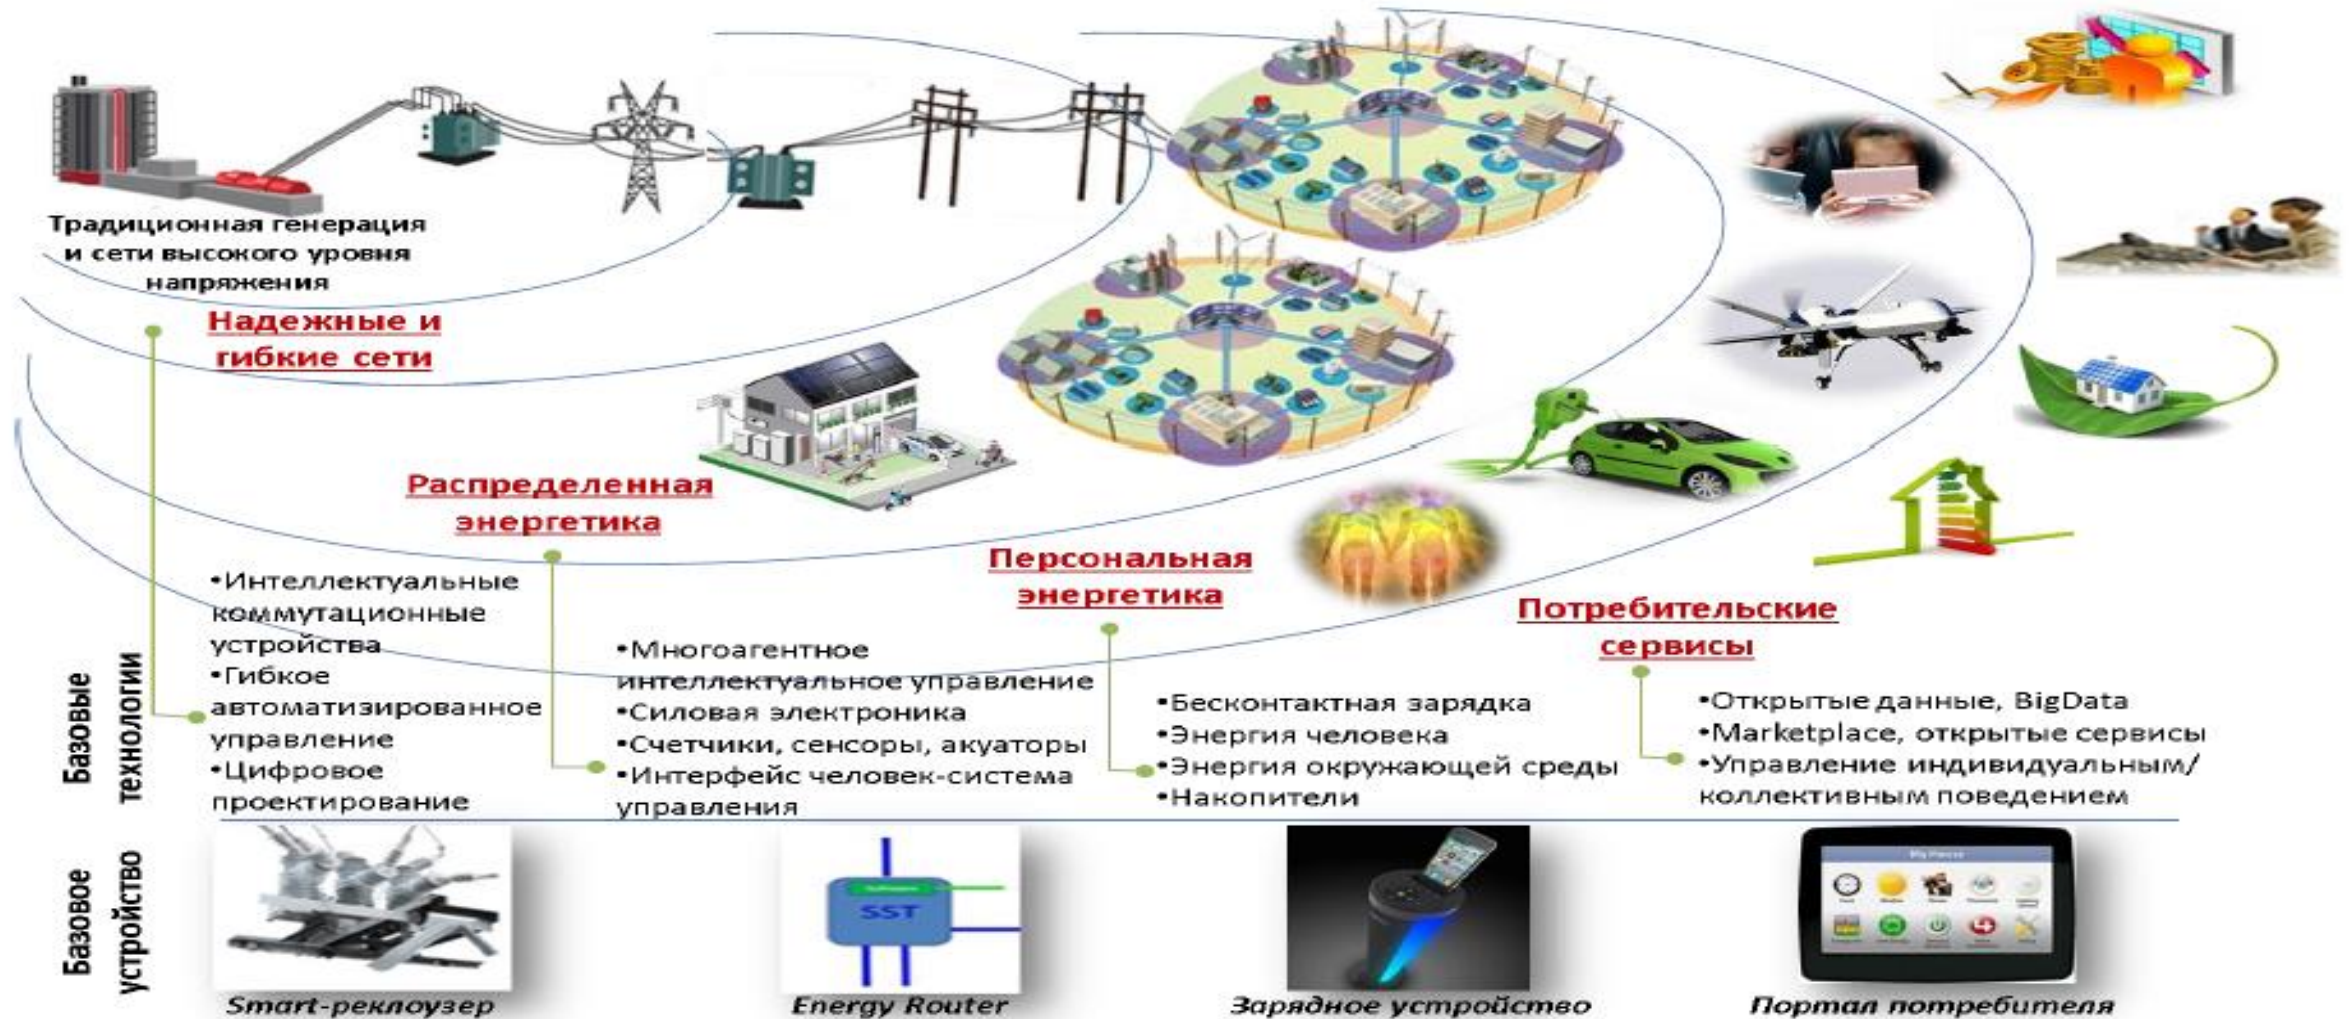 Традиционная генерация
и сети высокого уровня
напряжения
Надежные и
гибкие сети
Распределенная
энергетика
Персональная
энергетика
Потребительские
сервисы
Базовые
технологии
•Интеллектуальные
коммутационные
устройства
•Гибкое
автоматизированное
управление
•Цифровое
проектирование
•Многоагентное
интеллектуальное управление
•Силовая электроника
•Счетчики, сенсоры, акуаторы
•Интерфейс человек-система
управления
•Бесконтактная зарядка
•Энергия человека
•Энергия окружающей среды
•Накопители
•Открытые данные, BigData
•Marketplace, открытые сервисы
•Управление индивидуальным/
коллективным поведением
Базовое
устройство
SST
Smart-реклоузер
Energy Router
Зарядное устройство
Портал потребителя